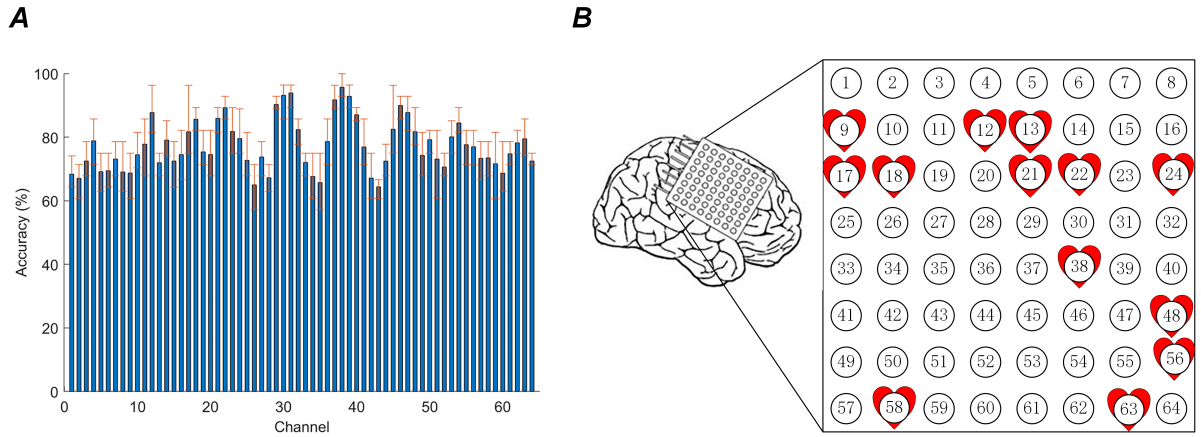 A
B
100
80
60
40
20
0
Accuracy (%)
0 10 20 30 40 50 60
Channel
1 2 3 4 5 6 7 8
9 10 11 12 13 14 15 16
17 18 19 20 21 22 23 24
25 26 27 28 29 30 31 32
33 34 35 36 37 38 39 40
41 42 43 44 45 46 47 48
49 50 51 52 53 54 55 56
57 58 59 60 61 62 63 64